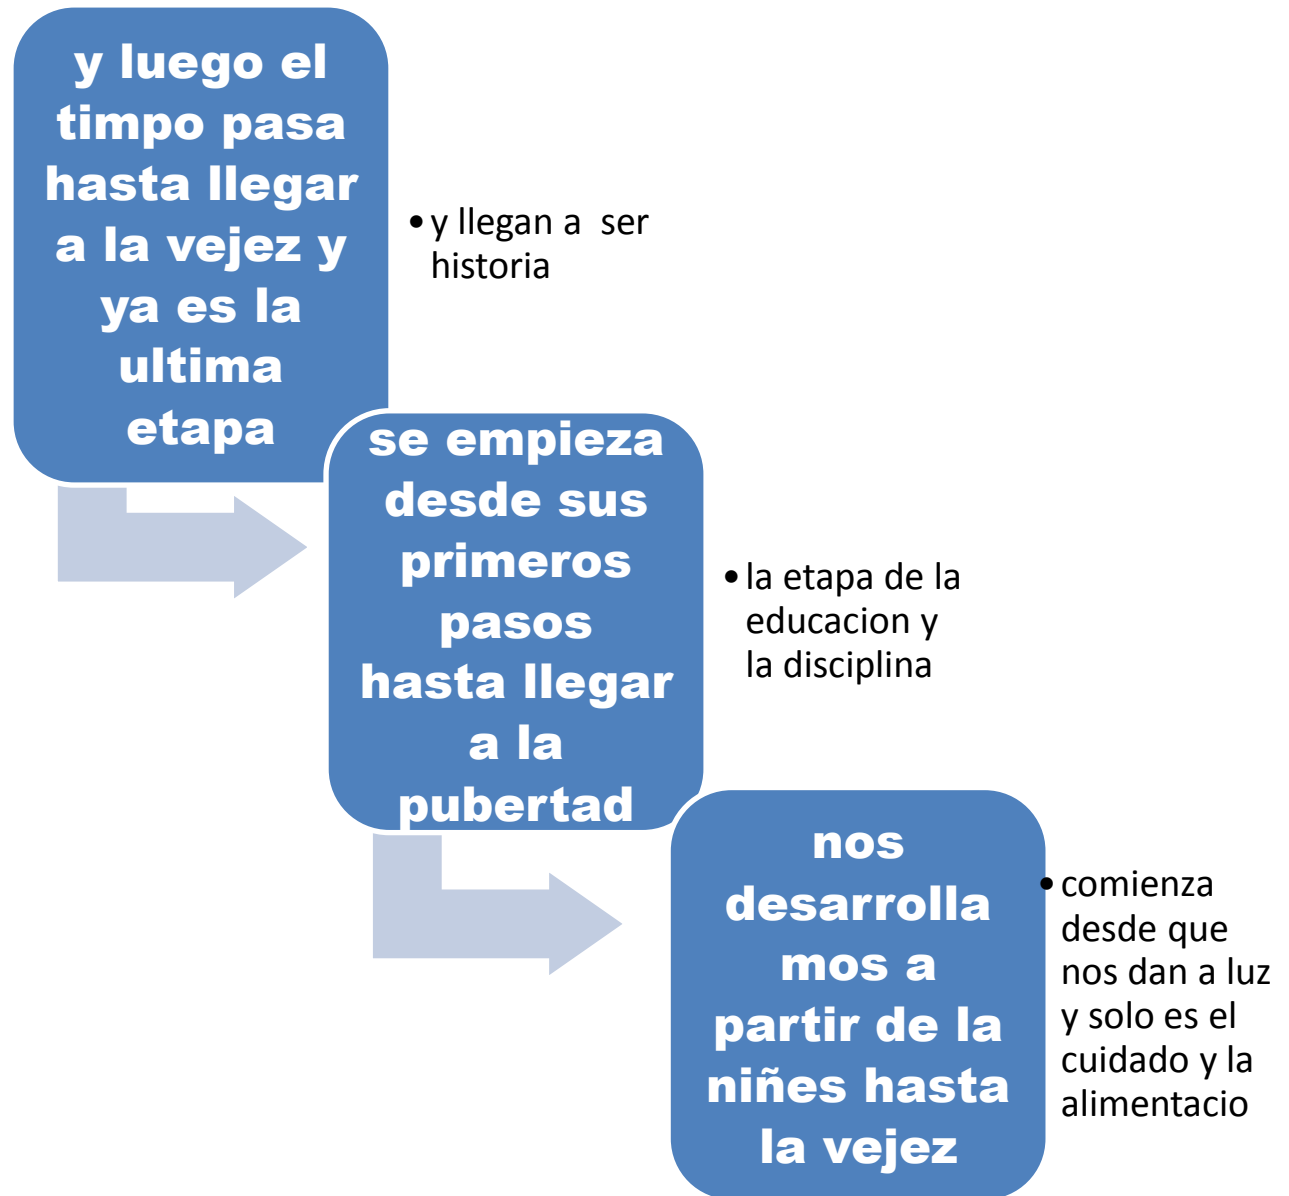 y luego el
timpo pasa
hasta llegar
a la vejez y
ya es la
ultima
etapa
• y llegan a  ser
historia
se empieza
desde sus
primeros
pasos
hasta llegar
a la
pubertad
• la etapa de la
educacion y
la disciplina
nos
desarrolla
mos a
partir de la
niñes hasta
la vejez
• comienza
desde que
nos dan a luz
y solo es el
cuidado y la
alimentacio